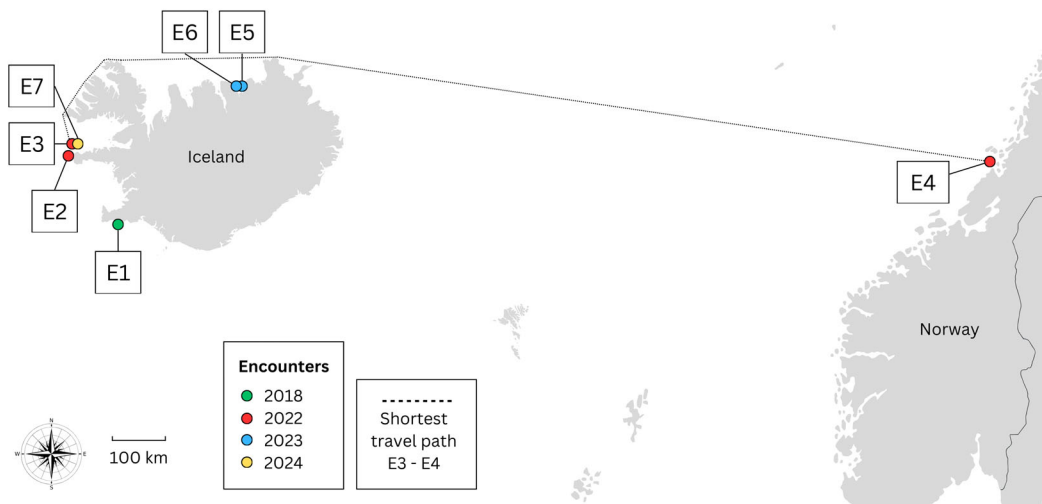 E6
E5
E7
E3
Iceland
E4
E2
E1
Norway
Encounters
2018
2022
2023
2024
Shortest
travel path
E3 - E4
N
W
E
S
100 km